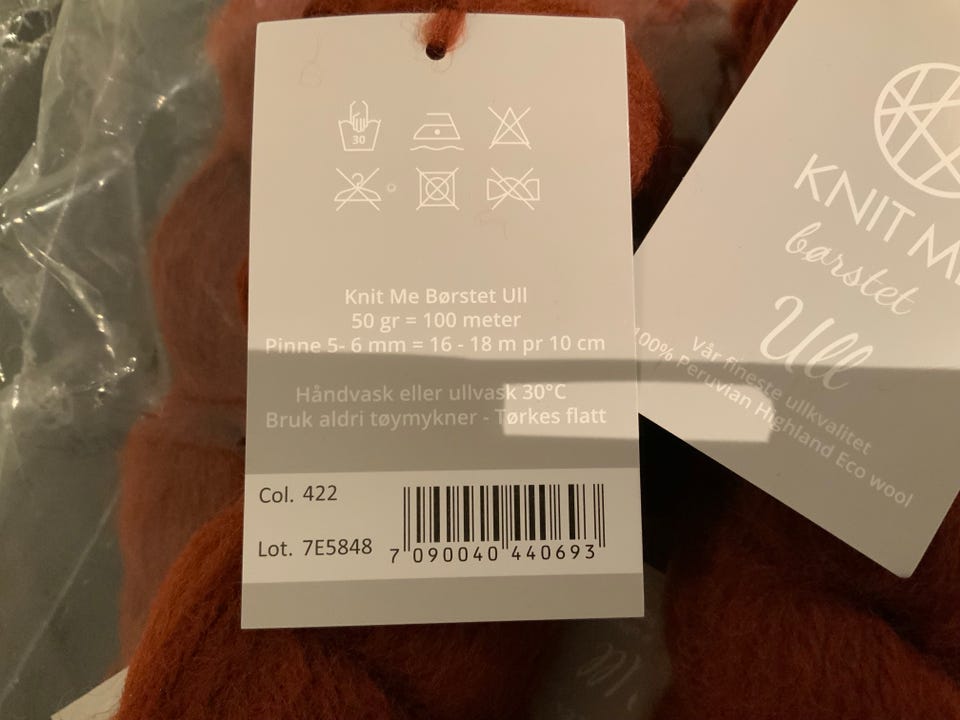 30
Knit Me Børstet Ull
50 gr = 100 meter
Pinne 5- 6 mm = 16 - 18 m pr 10 cm
Håndvask eller ullvask 30°C
Bruk aldri tøymykner - Tørkes flatt
Col. 422
Lot. 7E5848
7 090040 440693
KNIT ME
børstet
Ull
Vår fineste ullkvalitet
100% Peruvian Highland Eco wool
Ull